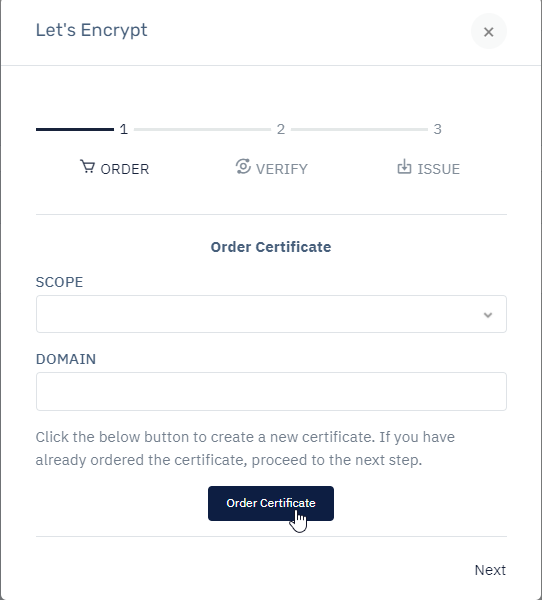 Let's Encrypt
1 2 3
ORDER VERIFY ISSUE
Order Certificate
SCOPE
DOMAIN
Click the below button to create a new certificate. If you have
already ordered the certificate, proceed to the next step.
Order Certificate
Next